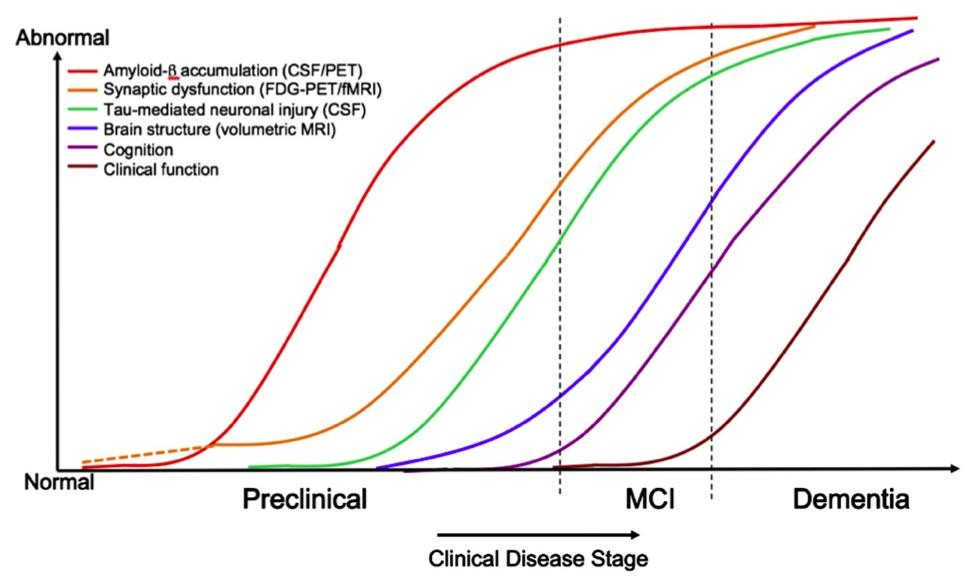 Abnormal
Amyloid-β accumulation (CSF/PET)
Synaptic dysfunction (FDG-PET/fMRI)
Tau-mediated neuronal injury (CSF)
Brain structure (volumetric MRI)
Cognition
Clinical function
Normal
Preclinical MCI Dementia
Clinical Disease Stage